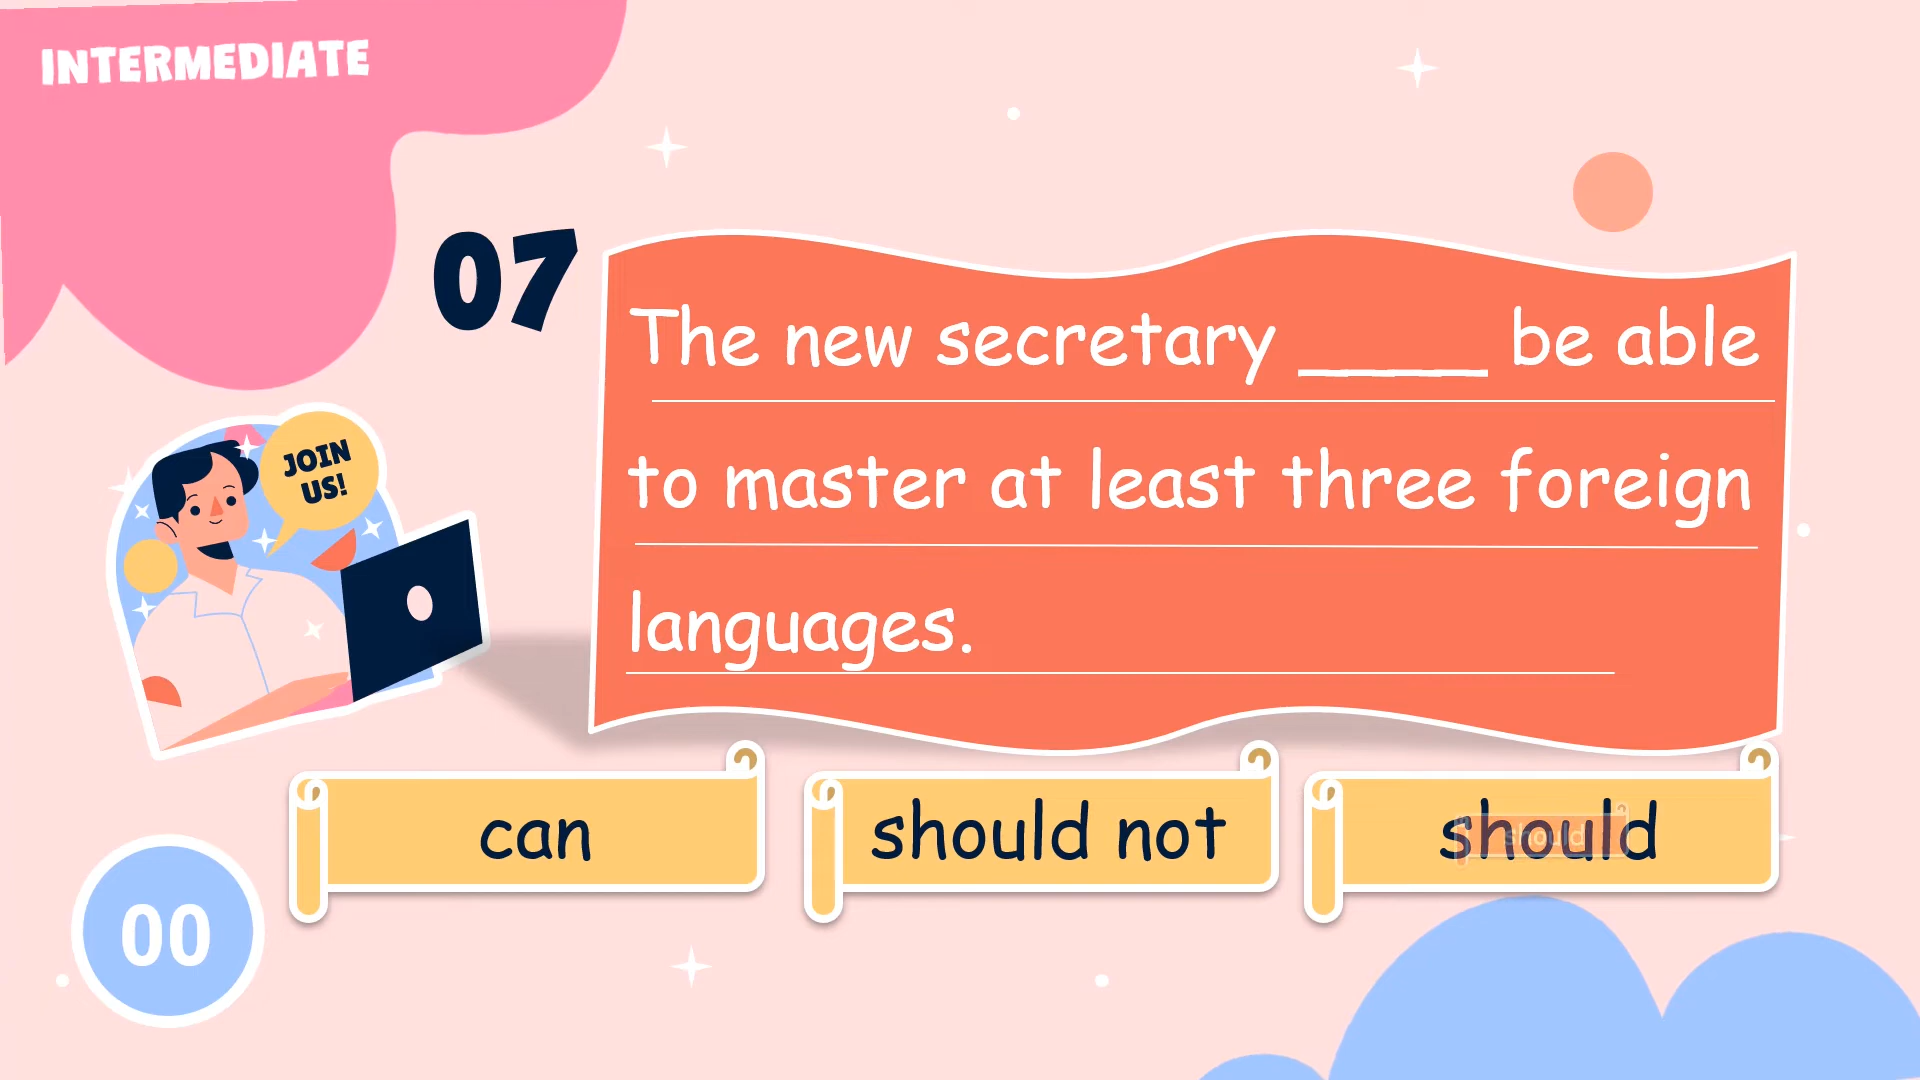 INTERMEDIATE
07
The new secretary _____ be able
to master at least three foreign
languages.
JOIN
US!
can
should not
should
should
00